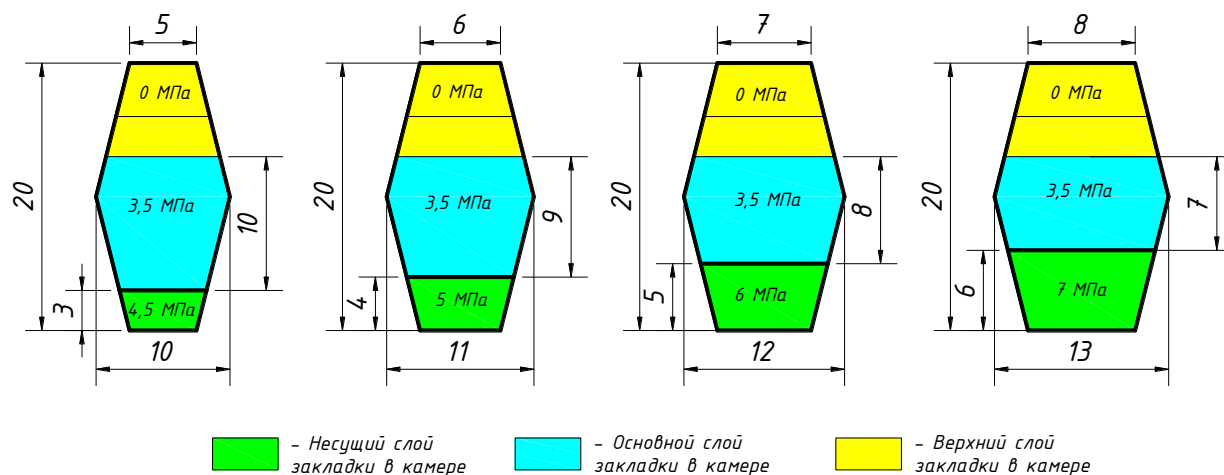 5
20
0 МПа
3,5 МПа
10
3
4,5 МПа
10
6
20
0 МПа
3,5 МПа
9
4
5 МПа
11
7
20
0 МПа
3,5 МПа
8
5
6 МПа
12
8
20
0 МПа
3,5 МПа
7
6
7 МПа
13
– Несущий слой
закладки в камере
– Основной слой
закладки в камере
– Верхний слой
закладки в камере